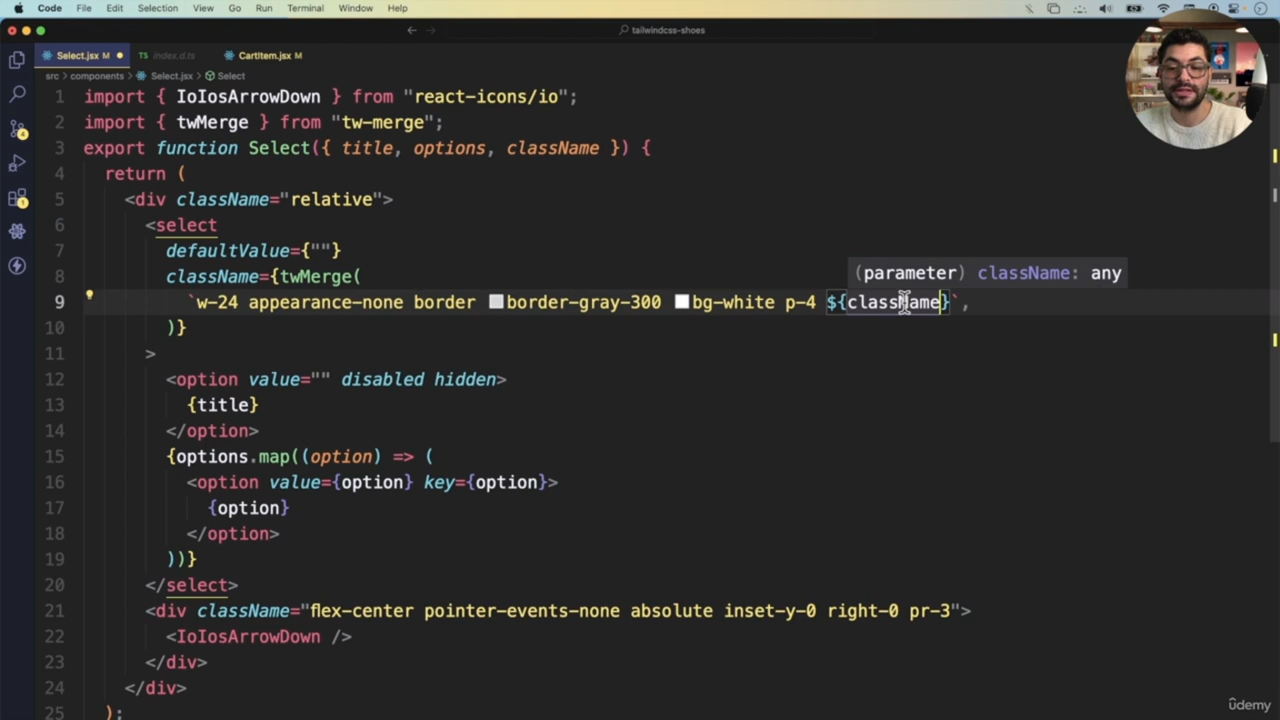 Code File Edit Selection View Go Run Terminal Window Help
tailwindcss-shoes
Select.jsx M TS index.d.ts CartItem.jsx M
src > components > Select.jsx > Select
1 import { IoIosArrowDown } from "react-icons/io";
2 import { twMerge } from "tw-merge";
3 export function Select({ title, options, className }) {
4 return (
5 <div className="relative">
6 <select
7 defaultValue={""}
8 className={twMerge(
(parameter) className: any
9 `w-24 appearance-none border border-gray-300 bg-white p-4 ${className}`,
10 )}
11 >
12 <option value="" disabled hidden>
13 {title}
14 </option>
15 {options.map((option) => (
16 <option value={option} key={option}>
17 {option}
18 </option>
19 ))}
20 </select>
21 <div className="flex-center pointer-events-none absolute inset-y-0 right-0 pr-3">
22 <IoIosArrowDown />
23 </div>
24 </div>
25 );
ûdemy